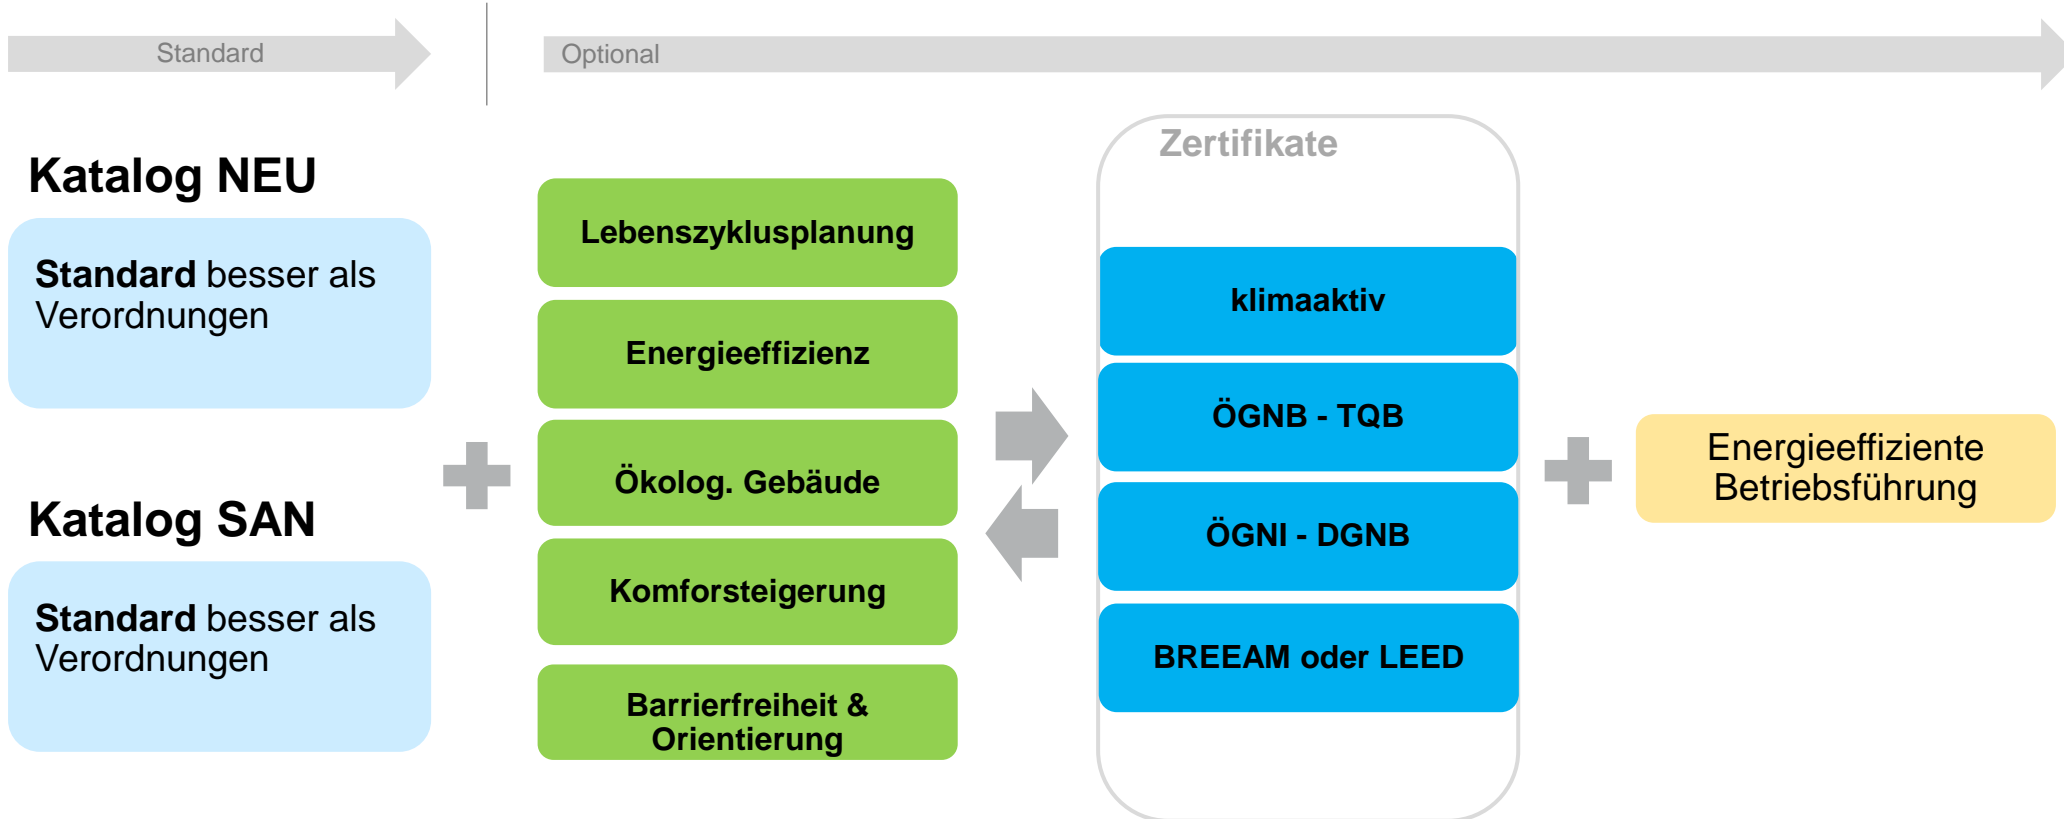 Standard
Optional
Katalog NEU
Standard besser als
Verordnungen
Katalog SAN
Standard besser als
Verordnungen
Lebenszyklusplanung
Energieeffizienz
Ökolog. Gebäude
Komforsteigerung
Barrierfreiheit &
Orientierung
Zertifikate
klimaaktiv
ÖGNB - TQB
ÖGNI - DGNB
BREEAM oder LEED
Energieeffiziente
Betriebsführung